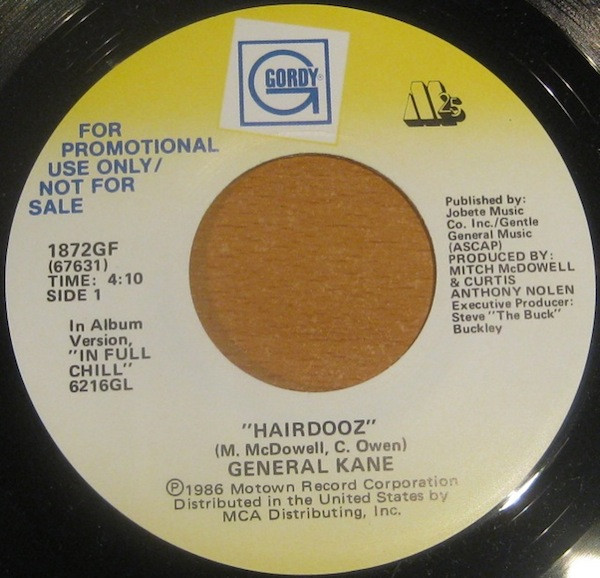 GORDY®
M25
FOR
PROMOTIONAL
USE ONLY/
NOT FOR
SALE
1872GF
(67631)
TIME: 4:10
SIDE 1
In Album
Version,
"IN FULL
CHILL"
6216GL
Published by:
Jobete Music
Co. Inc./Gentle
General Music
(ASCAP)
PRODUCED BY:
MITCH McDOWELL
& CURTIS
ANTHONY NOLEN
Executive Producer:
Steve "The Buck"
Buckley
"HAIRDOOZ"
(M. McDowell, C. Owen)
GENERAL KANE
℗1986 Motown Record Corporation
Distributed in the United States by
MCA Distributing, Inc.